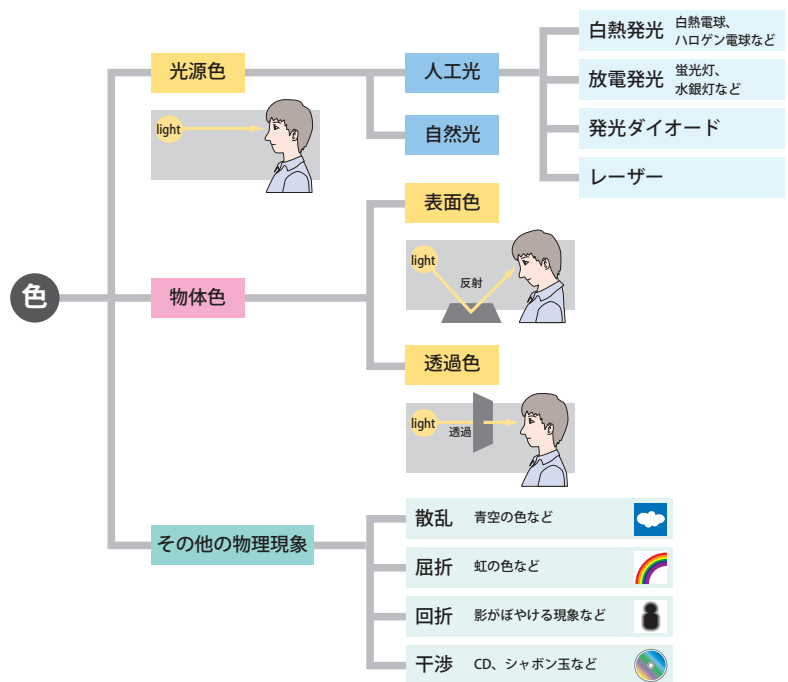 色
光源色
light
人工光
白熱発光
白熱電球、
ハロゲン電球など
放電発光
蛍光灯、
水銀灯など
発光ダイオード
レーザー
自然光
物体色
表面色
light
反射
透過色
light
透過
その他の物理現象
散乱 青空の色など
屈折 虹の色など
回折 影がぼやける現象など
干渉 CD、シャボン玉など